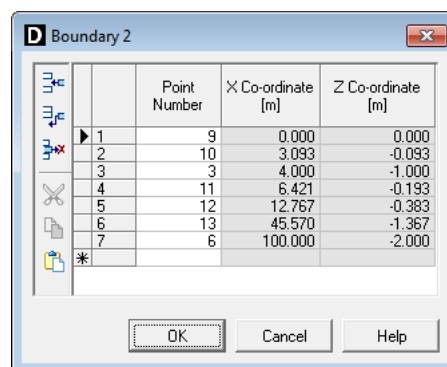 D Boundary 2
Point Number X Co-ordinate [m] Z Co-ordinate [m]
1 9 0.000 0.000
2 10 3.093 -0.093
3 3 4.000 -1.000
4 11 6.421 -0.193
5 12 12.767 -0.383
6 13 45.570 -1.367
7 6 100.000 -2.000
*
OK Cancel Help